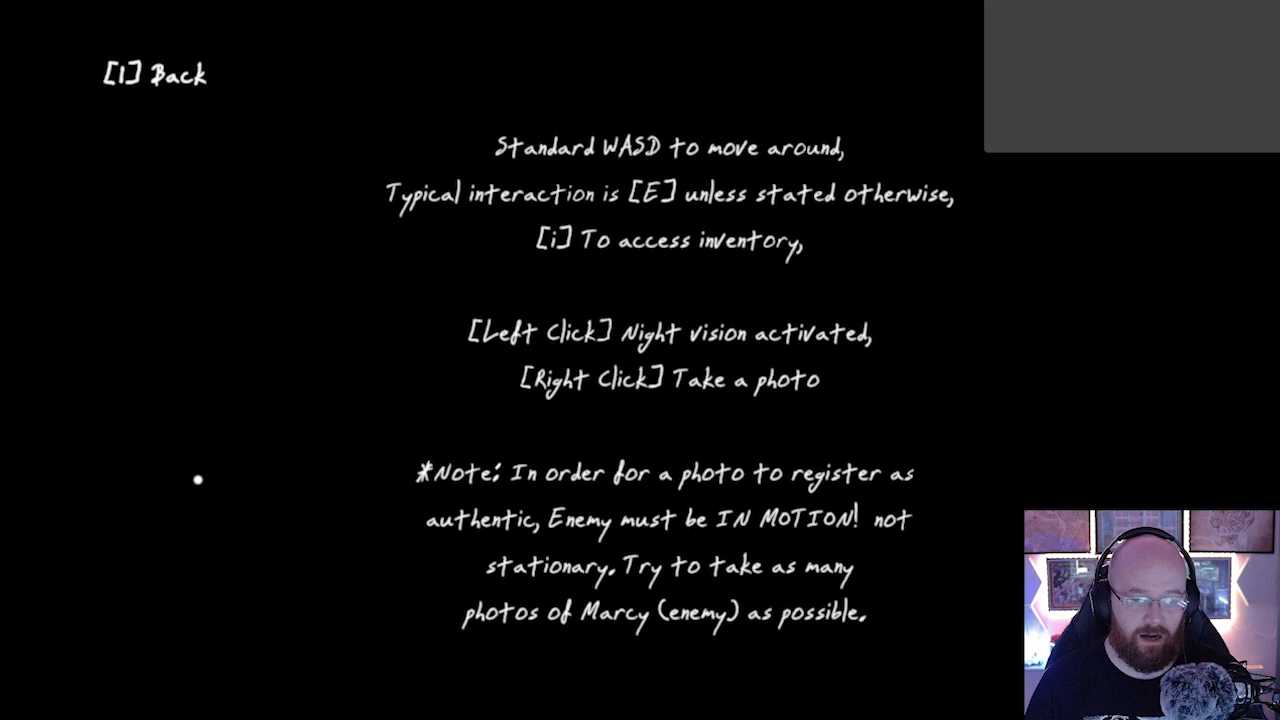 [1] Back
Standard WASD to move around,
Typical interaction is [E] unless stated otherwise,
[i] To access inventory,
[Left Click] Night vision activated,
[Right Click] Take a photo
*Note: In order for a photo to register as
authentic, Enemy must be IN MOTION! not
stationary. Try to take as many
photos of Marcy (enemy) as possible.